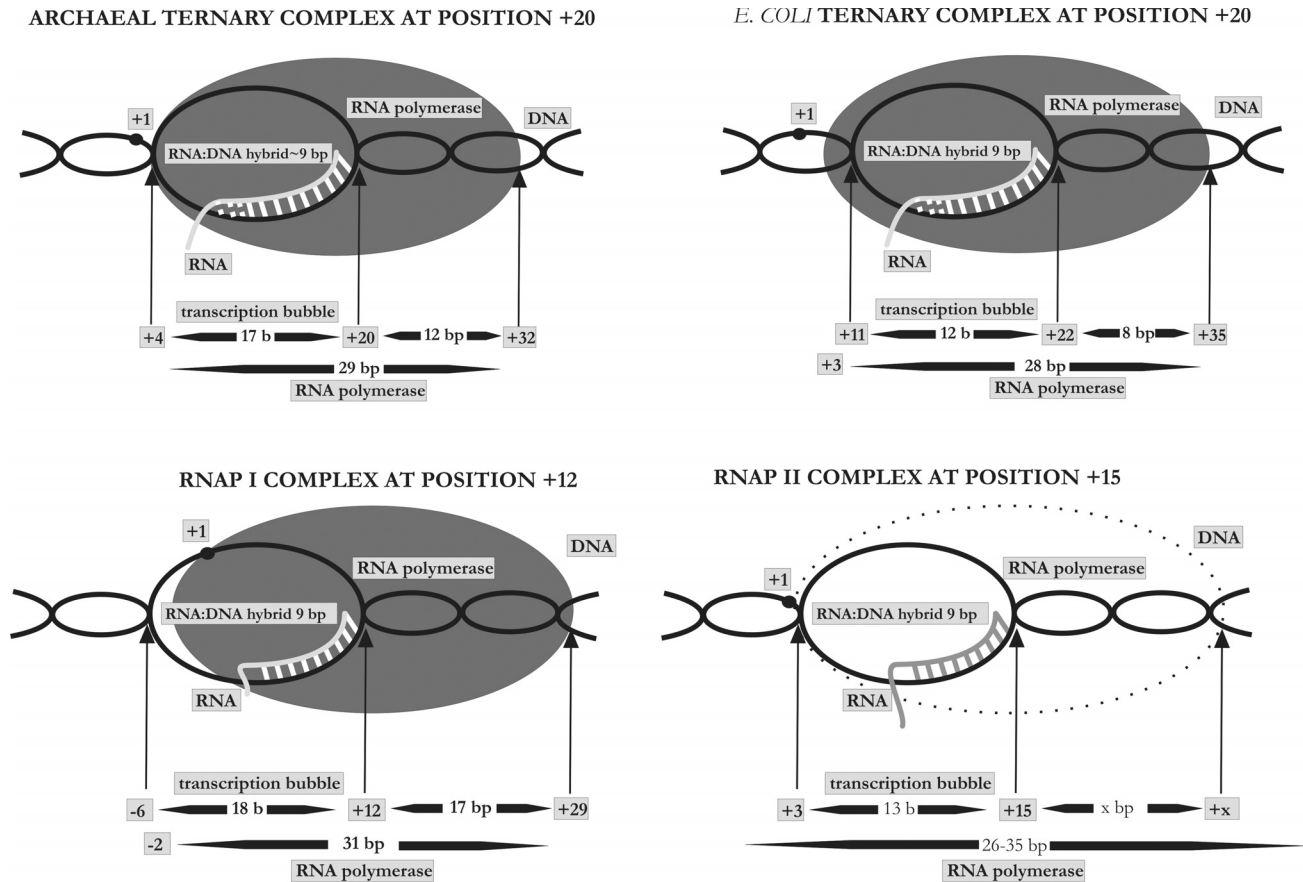 ARCHAEAL TERNARY COMPLEX AT POSITION +20
+1
RNA polymerase
DNA
RNA:DNA hybrid~9 bp
RNA
transcription bubble
+4
17 b
+20
12 bp
+32
29 bp
RNA polymerase
E. COLI TERNARY COMPLEX AT POSITION +20
+1
RNA polymerase
DNA
RNA:DNA hybrid 9 bp
RNA
transcription bubble
+11
12 b
+22
8 bp
+35
+3
28 bp
RNA polymerase
RNAP I COMPLEX AT POSITION +12
+1
DNA
RNA polymerase
RNA:DNA hybrid 9 bp
RNA
transcription bubble
-6
18 b
+12
17 bp
+29
-2
31 bp
RNA polymerase
RNAP II COMPLEX AT POSITION +15
DNA
+1
RNA polymerase
RNA:DNA hybrid 9 bp
RNA
transcription bubble
+3
13 b
+15
x bp
+x
26-35 bp
RNA polymerase